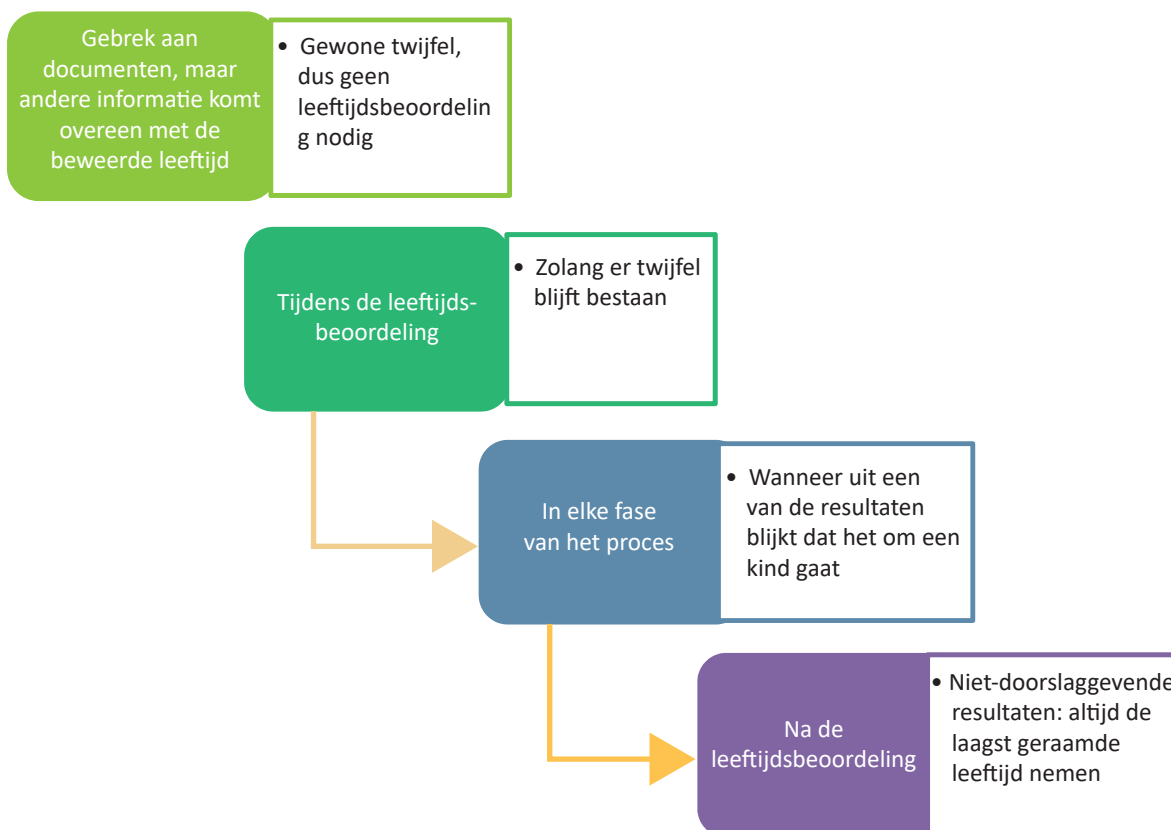 Gebrek aan
documenten, maar
andere informatie komt
overeen met de
beweerde leeftijd
• Gewone twijfel,
dus geen
leeftijdsbeoordelin
g nodig
Tijdens de leeftijds-
beoordeling
• Zolang er twijfel
blijft bestaan
In elke fase
van het proces
• Wanneer uit een
van de resultaten
blijkt dat het om een
kind gaat
Na de
leeftijdsbeoordeling
• Niet-doorslaggevende
resultaten: altijd de
laagst geraamde
leeftijd nemen